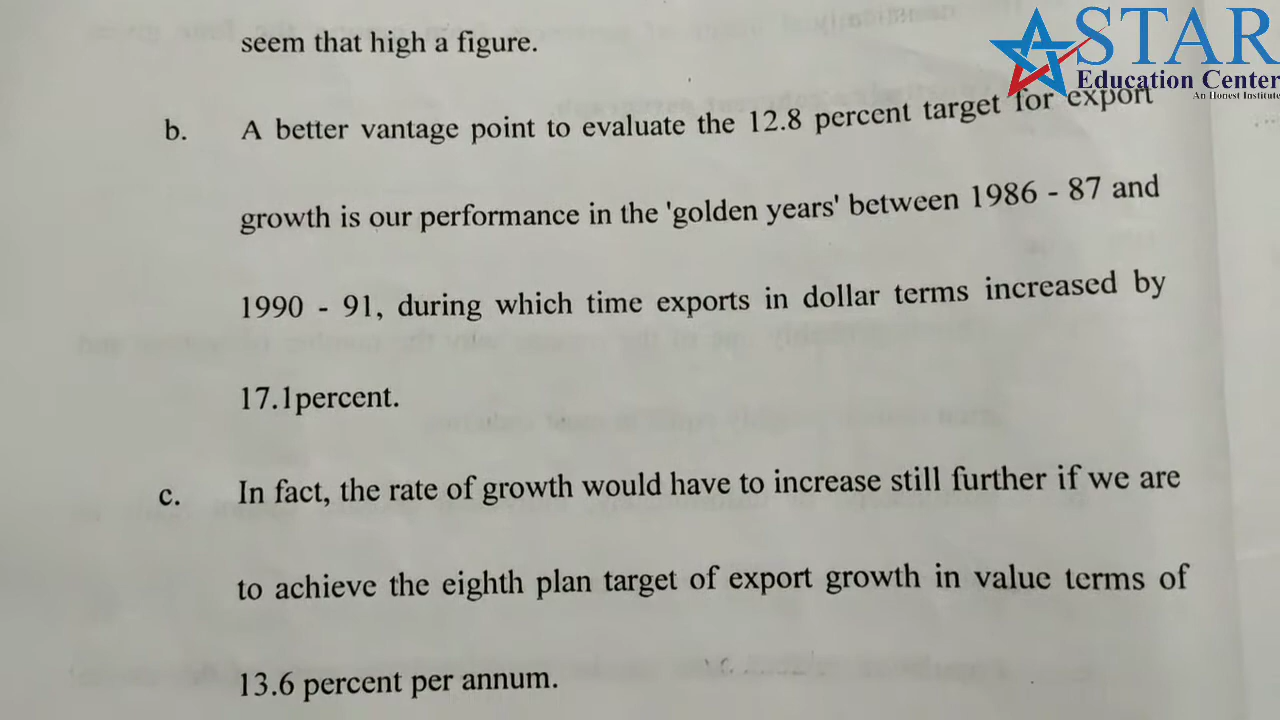 STAR
Education Center
An Honest Institute
seem that high a figure.
b. A better vantage point to evaluate the 12.8 percent target for export
growth is our performance in the 'golden years' between 1986 - 87 and
1990 - 91, during which time exports in dollar terms increased by
17.1percent.
c. In fact, the rate of growth would have to increase still further if we are
to achieve the eighth plan target of export growth in value terms of
13.6 percent per annum.